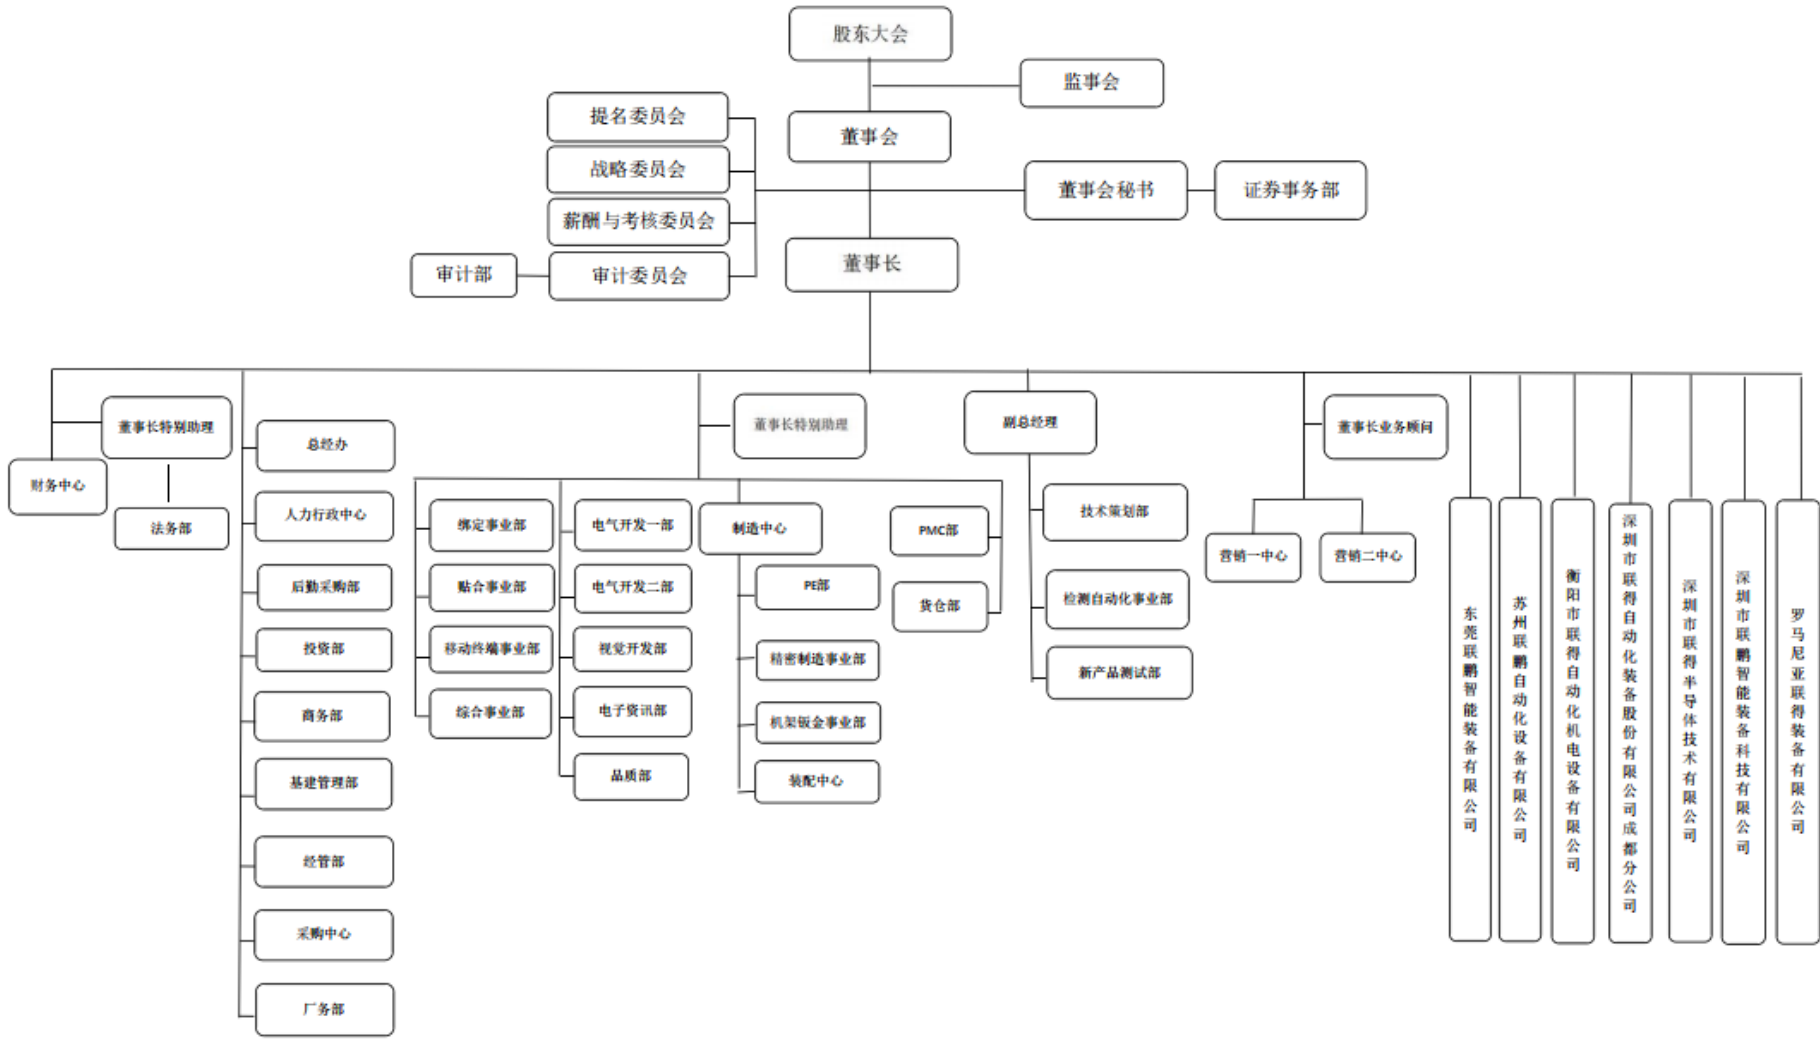 股东大会
监事会
提名委员会
董事会
战略委员会
董事会秘书
证券事务部
薪酬与考核委员会
董事长
审计部
审计委员会
董事长特别助理
财务中心
法务部
总经办
人力行政中心
后勤采购部
投资部
商务部
基建管理部
经管部
采购中心
厂务部
董事长特别助理
绑定事业部
贴合事业部
移动终端事业部
综合事业部
电气开发一部
电气开发二部
视觉开发部
电子资讯部
品质部
制造中心
PE部
精密制造事业部
机架钣金事业部
装配中心
PMC部
货仓部
副总经理
技术策划部
检测自动化事业部
新产品测试部
董事长业务顾问
营销一中心
营销二中心
东莞联鹏智能装备有限公司
苏州联鹏自动化设备有限公司
衡阳市联得自动化机电设备有限公司
深圳市联得自动化装备股份有限公司成都分公司
深圳市联得半导体技术有限公司
深圳市联鹏智能装备科技有限公司
罗马尼亚联得装备有限公司